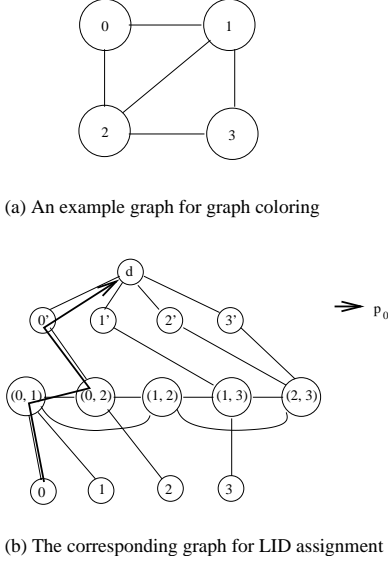 0 1
2 3
(a) An example graph for graph coloring
d
0' 1' 2' 3'
p0
(0, 1) (0, 2) (1, 2) (1, 3) (2, 3)
0 1 2 3
(b) The corresponding graph for LID assignment